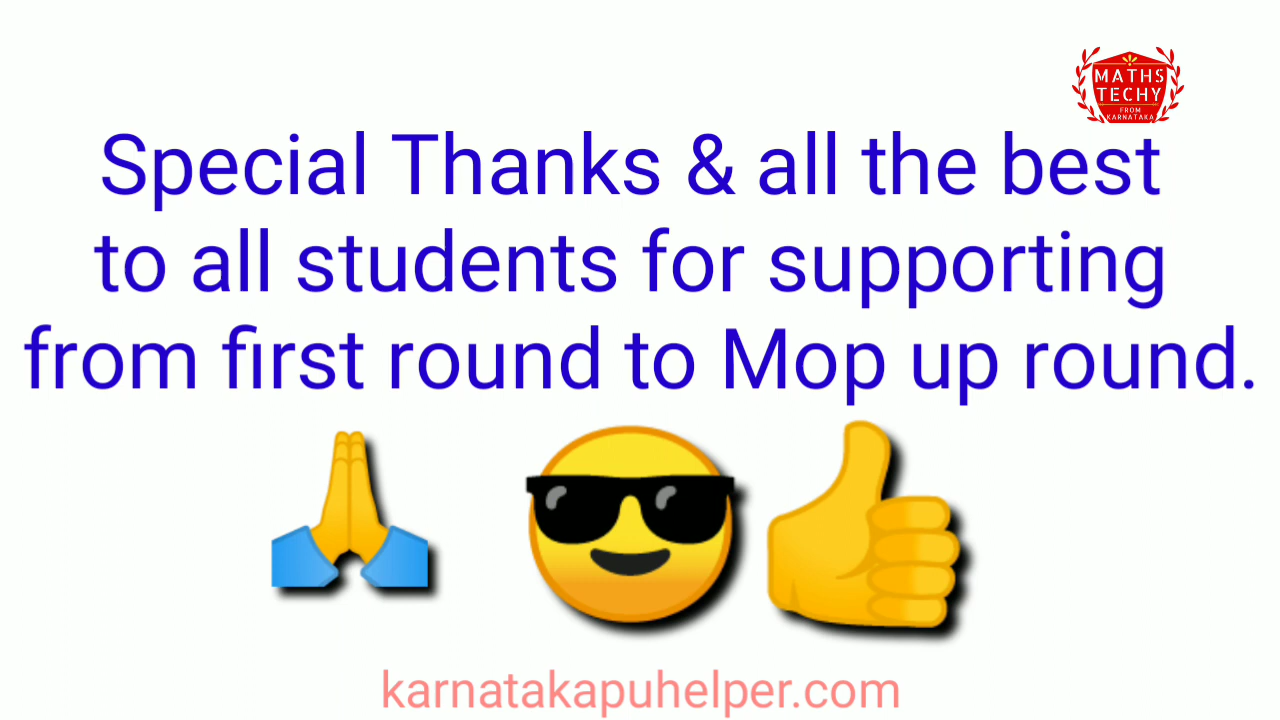 MATHS
TECHY
FROM
KARNATAKA
Special Thanks & all the best
to all students for supporting
from first round to Mop up round.
karnatakapuhelper.com